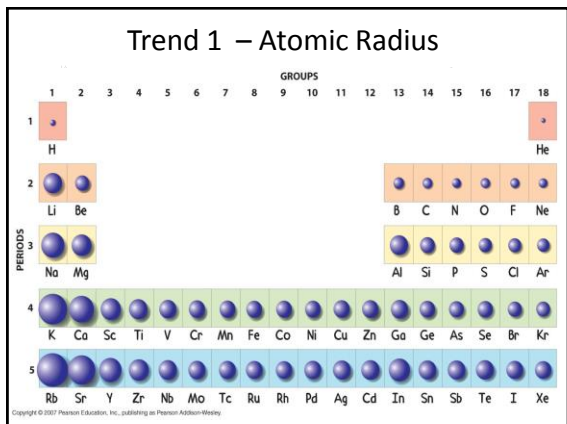 Trend 1 – Atomic Radius
GROUPS
1 2 3 4 5 6 7 8 9 10 11 12 13 14 15 16 17 18
PERIODS
1
H He
2
Li Be B C N O F Ne
3
Na Mg Al Si P S Cl Ar
4
K Ca Sc Ti V Cr Mn Fe Co Ni Cu Zn Ga Ge As Se Br Kr
5
Rb Sr Y Zr Nb Mo Tc Ru Rh Pd Ag Cd In Sn Sb Te I Xe
Copyright © 2007 Pearson Education, Inc., publishing as Pearson Addison-Wesley.